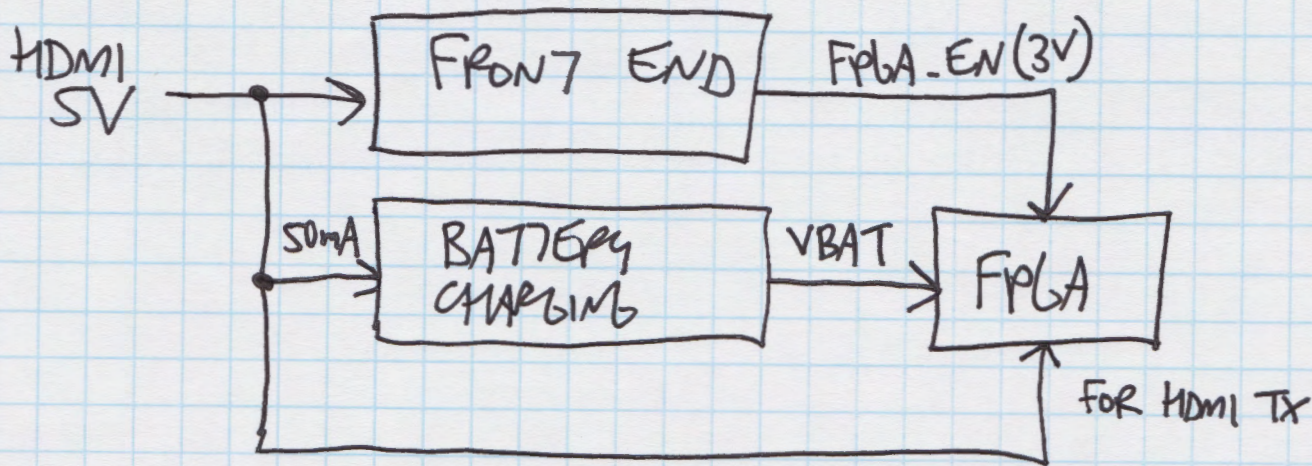 HDMI
5V
FRONT END
FPGA_EN(3V)
50mA
BATTERY
CHARGING
VBAT
FPGA
FOR HDMI TX